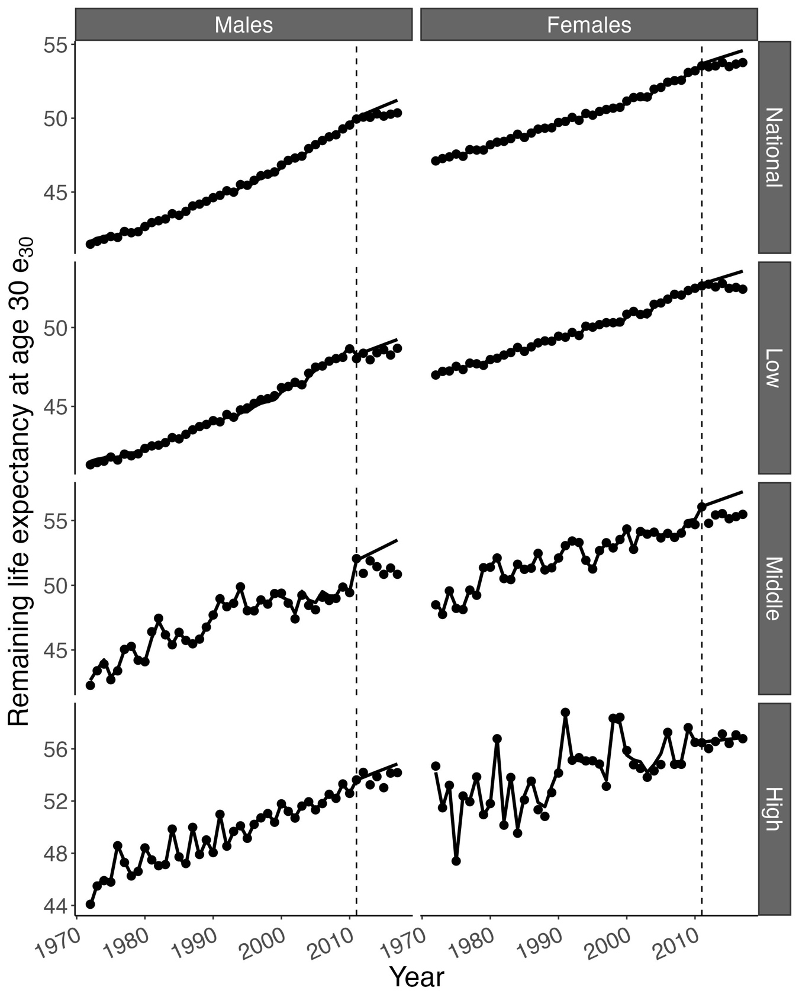 Males
Females
55
50
45
National
50
45
Low
55
50
45
Middle
56
52
48
44
High
Remaining life expectancy at age 30 e₃₀
1970 1980 1990 2000 2010 1970 1980 1990 2000 2010
Year